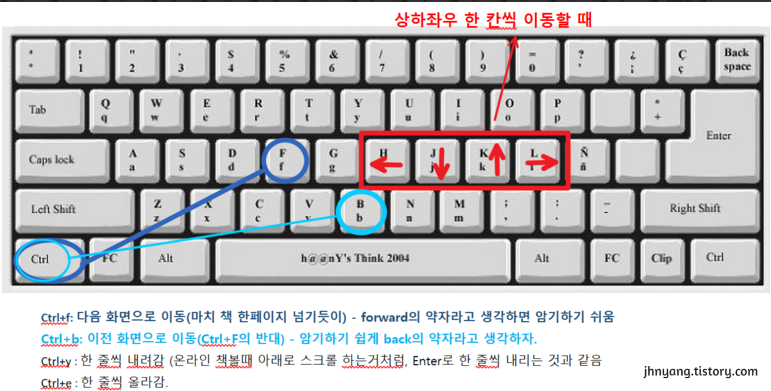 상하좌우 한 칸씩 이동할 때
ª ! " · $ % & / ( ) = ? ¿ Ç Back
* 1 2 3 4 5 6 7 8 9 0 ' ¡ ç space
Tab Q W E R T Y U I O P * Enter
q w e r t y u i o p +
Caps lock A S D F G H J K L Ñ
a s d f g j k l ñ
Left Shift Z X C V B N M ; : - Right Shift
z x c v b n m , . -
Ctrl FC Alt h@@nY's Think 2004 Alt FC Clip Ctrl
Ctrl+f: 다음 화면으로 이동(마치 책 한페이지 넘기듯이) - forward의 약자라고 생각하면 암기하기 쉬움
Ctrl+b: 이전 화면으로 이동(Ctrl+F의 반대) - 암기하기 쉽게 back의 약자라고 생각하자.
Ctrl+y : 한 줄씩 내려감 (온라인 책볼때 아래로 스크롤 하는거처럼, Enter로 한 줄씩 내리는 것과 같음
Ctrl+e : 한 줄씩 올라감.
jhnyang.tistory.com